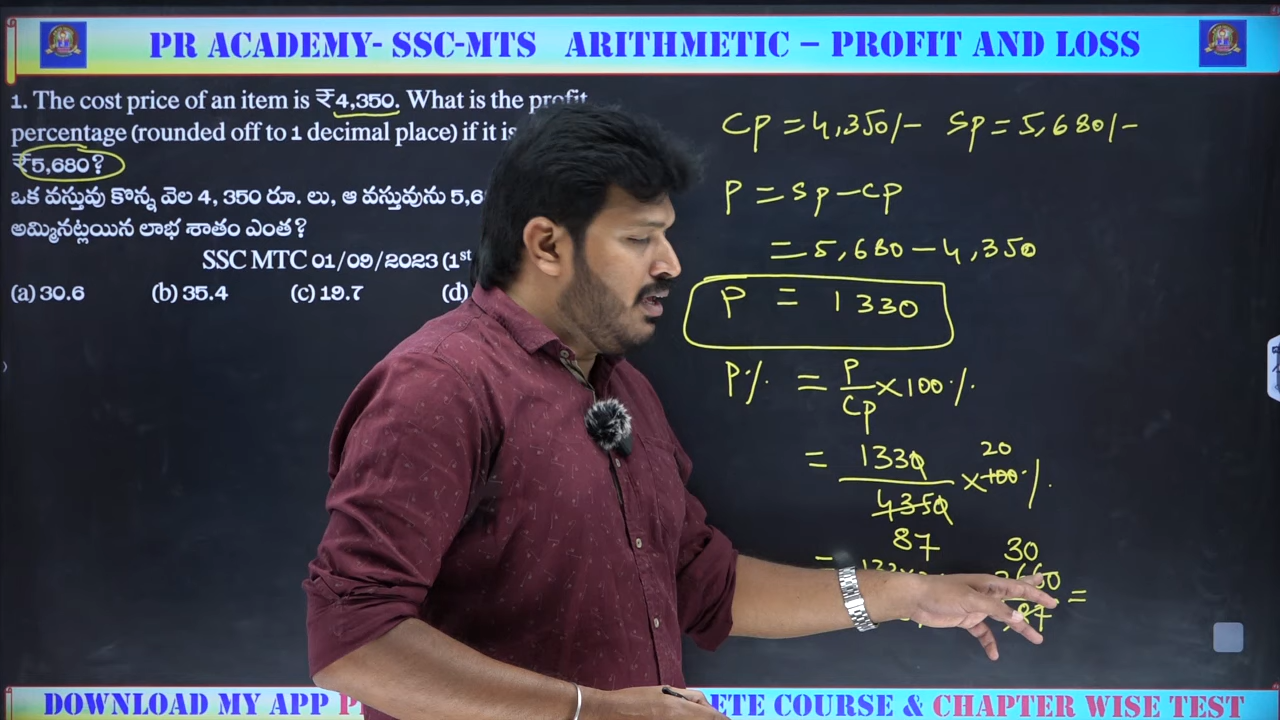 PR ACADEMY- SSC-MTS ARITHMETIC – PROFIT AND LOSS
1. The cost price of an item is ₹4,350. What is the profit
percentage (rounded off to 1 decimal place) if it is
₹5,680?
ఒక వస్తువు కొన్న వెల 4, 350 రూ. లు, ఆ వస్తువును 5,6
అమ్మినట్లయిన లాభ శాతం ఎంత?
SSC MTC 01/09/2023 (1st
(a) 30.6 (b) 35.4 (c) 19.7 (d)
CP = 4,350/- SP = 5,680/-
P = SP – CP
= 5,680 – 4,350
P = 1330
P% = P/CP × 100%
20
= 1330/4350 × 100%
87
30
=
87
DOWNLOAD MY APP P ETE COURSE & CHAPTER WISE TEST